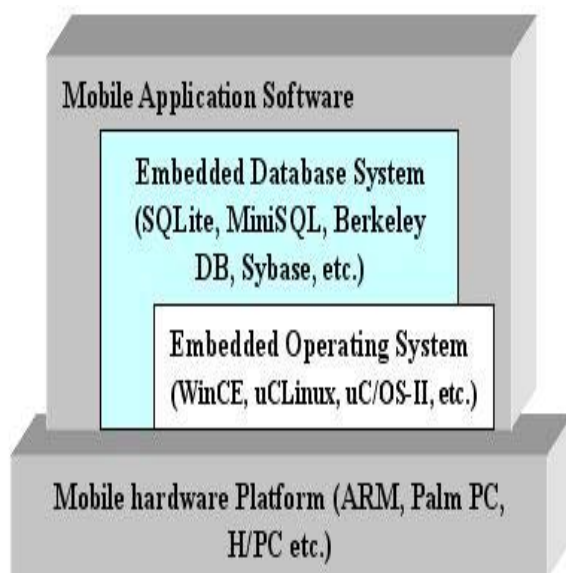 Mobile Application Software
Embedded Database System
(SQLite, MiniSQL, Berkeley
DB, Sybase, etc.)
Embedded Operating System
(WinCE, uCLinux, uC/OS-II, etc.)
Mobile hardware Platform (ARM, Palm PC,
H/PC etc.)